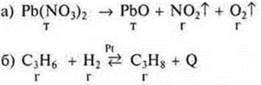 а) Pb(NO₃)₂ → PbO + NO₂↑ + O₂↑
т т г г
б) C₃H₆ + H₂ ⇄ C₃H₈ + Q
Pt
г г г